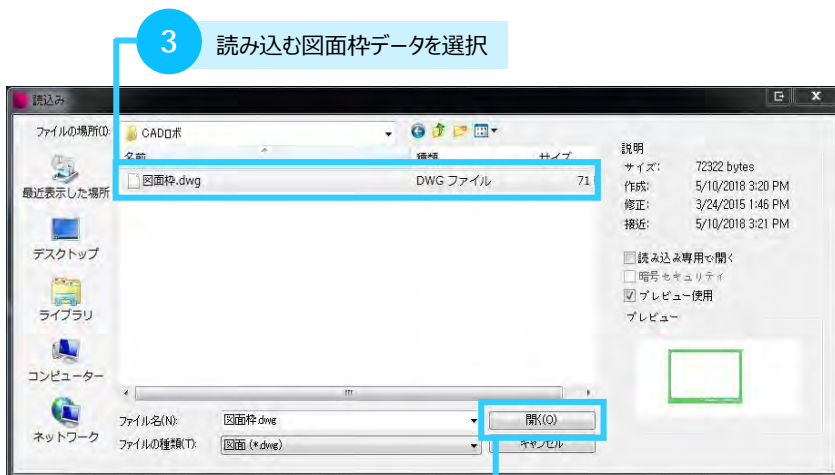 3 読み込む図面枠データを選択
読込み
ファイルの場所(I): CADロボ
名前 種類 サイズ
図面枠.dwg DWG ファイル 71
最近表示した場所
デスクトップ
ライブラリ
コンピューター
ネットワーク
ファイル名(N): 図面枠.dwg 開く(O)
ファイルの種類(T): 図面 (*.dwg) キャンセル
説明
サイズ: 72322 bytes
作成: 5/10/2018 3:20 PM
修正: 3/24/2015 1:46 PM
接近: 5/10/2018 3:21 PM
読み込み専用で開く
暗号セキュリティ
プレビュー使用
プレビュー